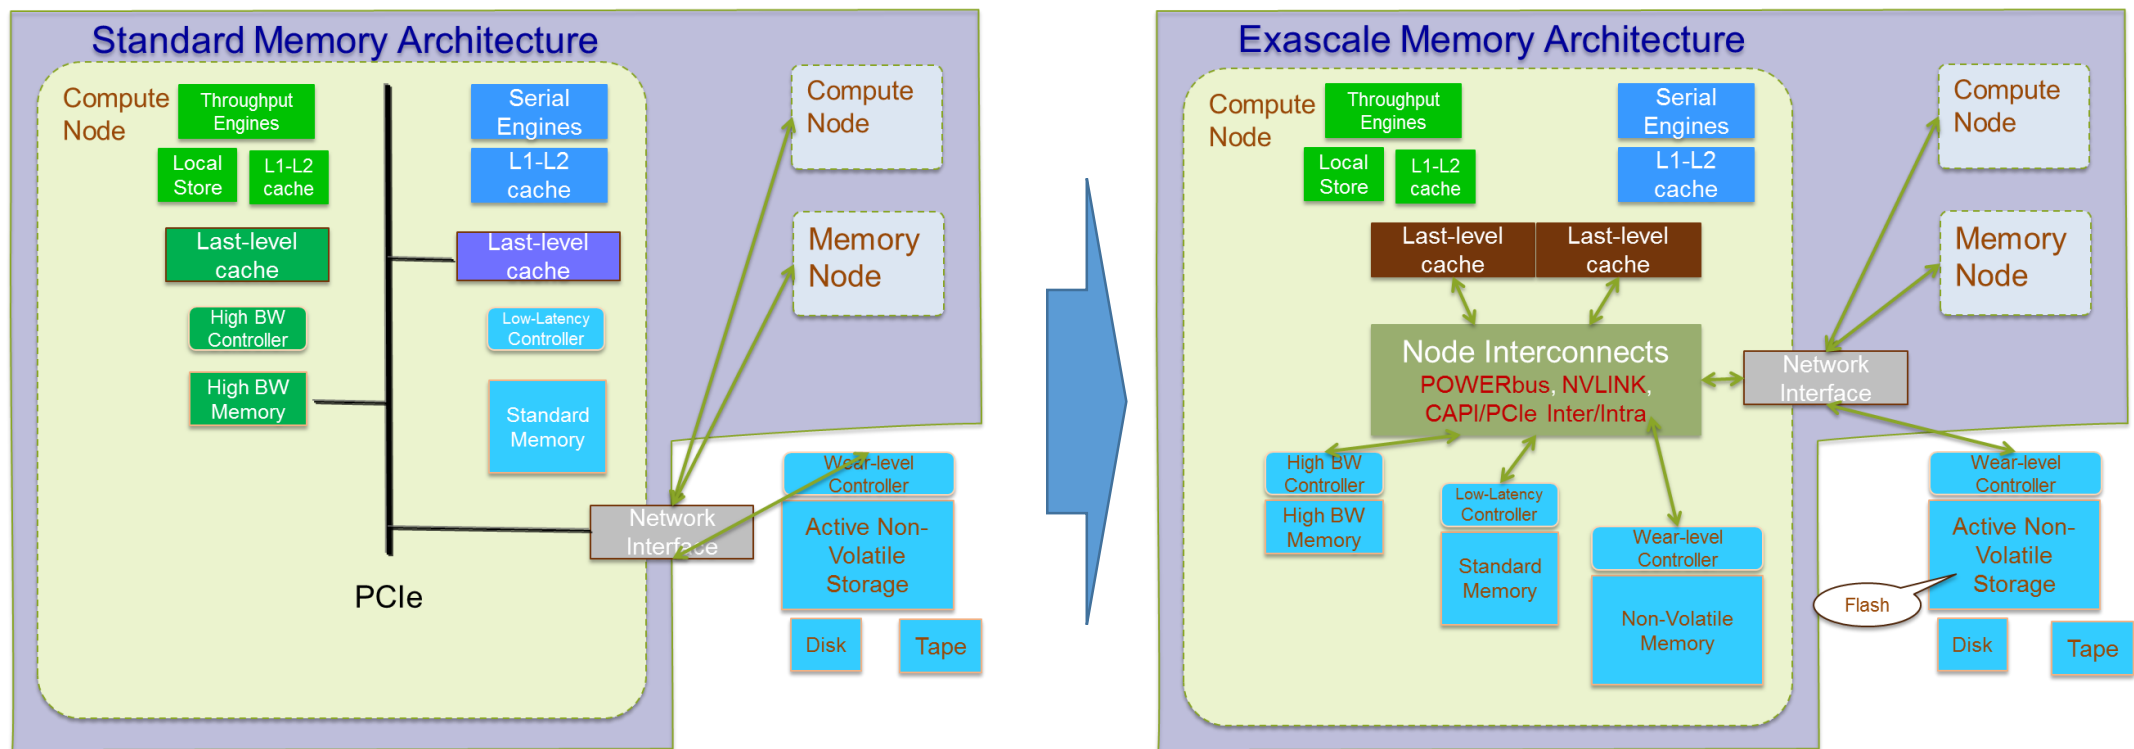 Standard Memory Architecture
Compute
Node
Throughput
Engines
Serial
Engines
Local
Store
L1-L2
cache
L1-L2
cache
Last-level
cache
Last-level
cache
High BW
Controller
Low-Latency
Controller
High BW
Memory
Standard
Memory
PCIe
Network
Interface
Compute
Node
Memory
Node
Wear-level
Controller
Active Non-
Volatile
Storage
Disk
Tape
Exascale Memory Architecture
Compute
Node
Throughput
Engines
Serial
Engines
Local
Store
L1-L2
cache
L1-L2
cache
Last-level
cache
Last-level
cache
Node Interconnects
POWERbus, NVLINK,
CAPI/PCIe Inter/Intra
Network
Interface
High BW
Controller
High BW
Memory
Low-Latency
Controller
Standard
Memory
Wear-level
Controller
Non-Volatile
Memory
Compute
Node
Memory
Node
Wear-level
Controller
Active Non-
Volatile
Storage
Flash
Disk
Tape